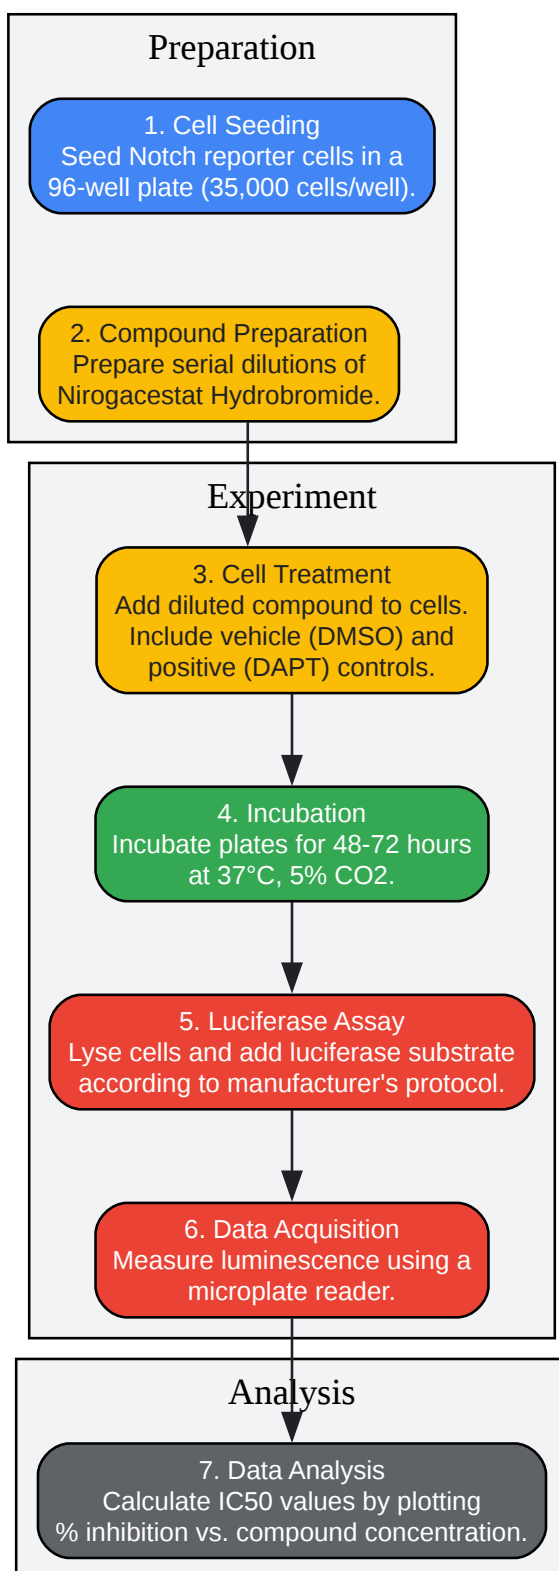 Preparation
1. Cell Seeding
Seed Notch reporter cells in a
96-well plate (35,000 cells/well).
2. Compound Preparation
Prepare serial dilutions of
Nirogacestat Hydrobromide.
Experiment
3. Cell Treatment
Add diluted compound to cells.
Include vehicle (DMSO) and
positive (DAPT) controls.
4. Incubation
Incubate plates for 48-72 hours
at 37°C, 5% CO2.
5. Luciferase Assay
Lyse cells and add luciferase substrate
according to manufacturer's protocol.
6. Data Acquisition
Measure luminescence using a
microplate reader.
Analysis
7. Data Analysis
Calculate IC50 values by plotting
% inhibition vs. compound concentration.